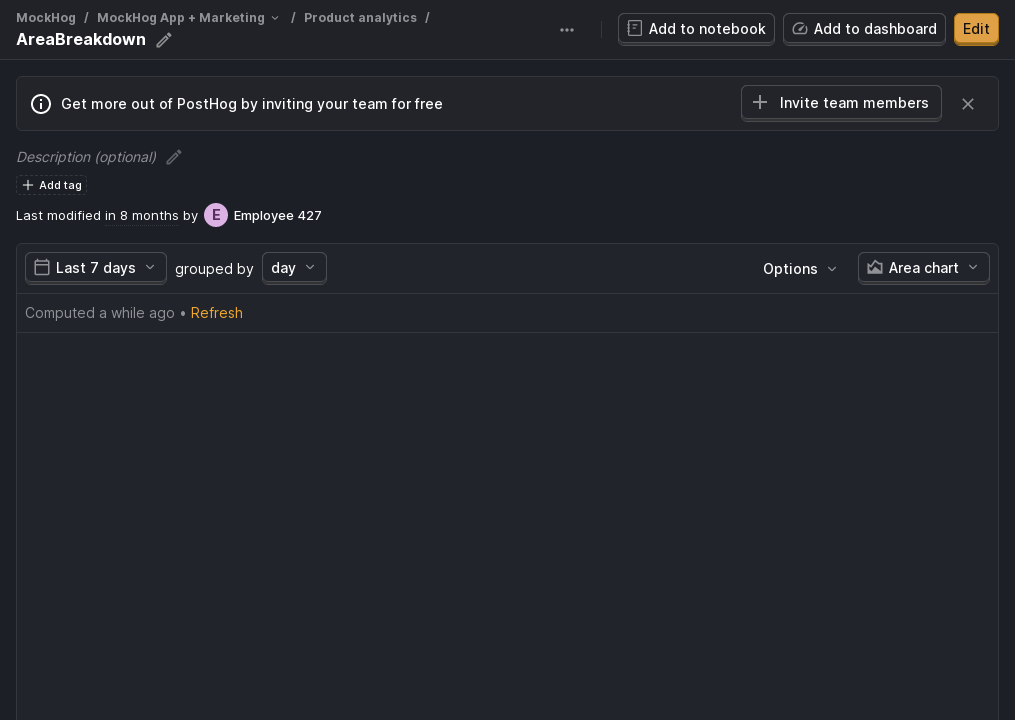 MockHog / MockHog App + Marketing / Product analytics /
AreaBreakdown
Add to notebook
Add to dashboard
Edit
Get more out of PostHog by inviting your team for free
Invite team members
Description (optional)
Add tag
Last modified in 8 months by E Employee 427
Last 7 days grouped by day
Options
Area chart
Computed a while ago • Refresh